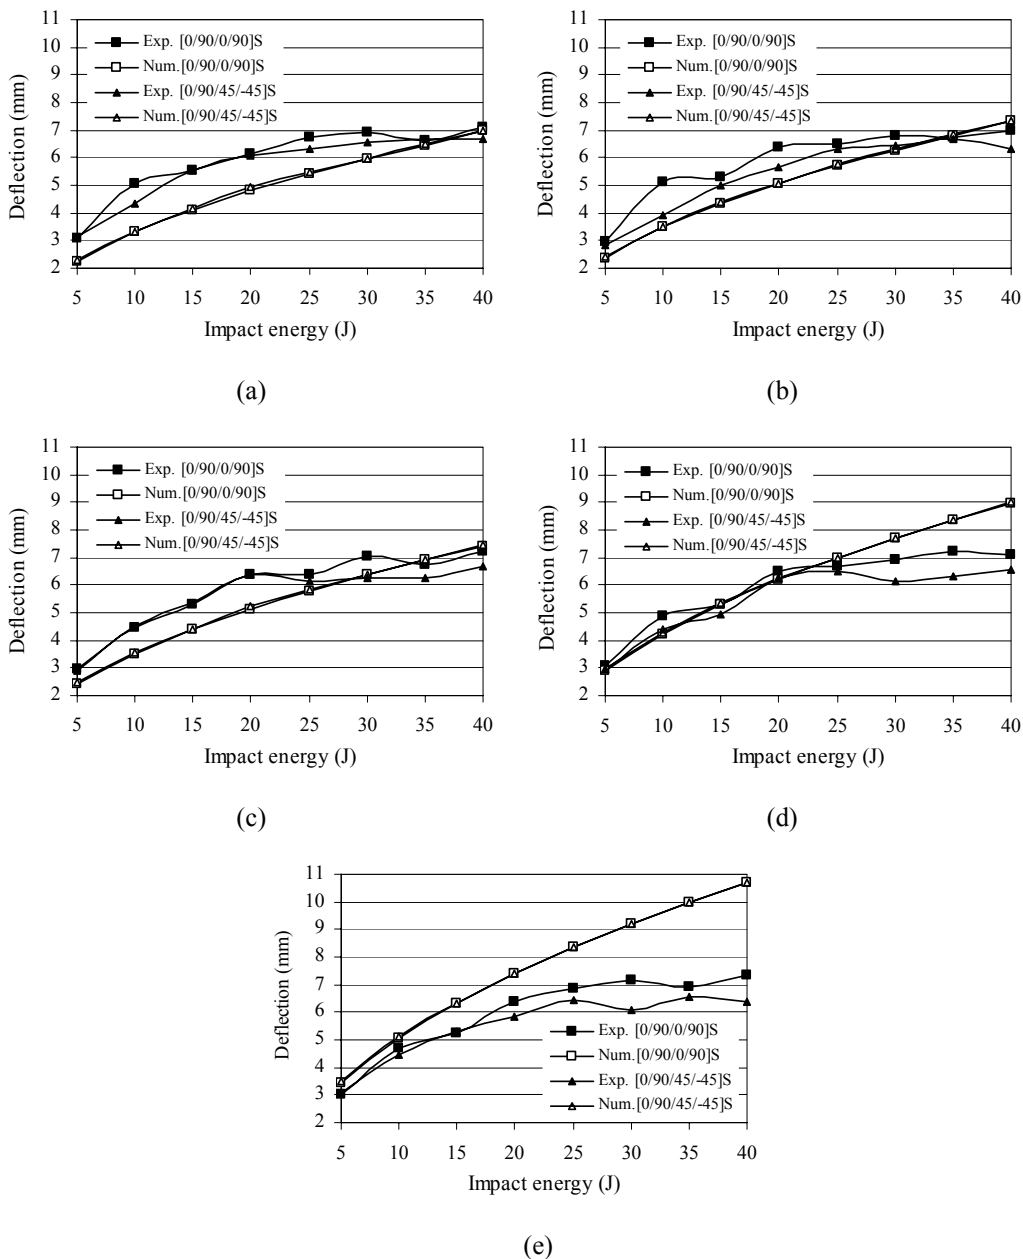 11
10
9
8
7
6
5
4
3
2
Deflection (mm)
Exp. [0/90/0/90]S
Num.[0/90/0/90]S
Exp. [0/90/45/-45]S
Num.[0/90/45/-45]S
5 10 15 20 25 30 35 40
Impact energy (J)
(a)
11
10
9
8
7
6
5
4
3
2
Deflection (mm)
Exp. [0/90/0/90]S
Num.[0/90/0/90]S
Exp. [0/90/45/-45]S
Num.[0/90/45/-45]S
5 10 15 20 25 30 35 40
Impact energy (J)
(b)
11
10
9
8
7
6
5
4
3
2
Deflection (mm)
Exp. [0/90/0/90]S
Num.[0/90/0/90]S
Exp. [0/90/45/-45]S
Num.[0/90/45/-45]S
5 10 15 20 25 30 35 40
Impact energy (J)
(c)
11
10
9
8
7
6
5
4
3
2
Deflection (mm)
Exp. [0/90/0/90]S
Num.[0/90/0/90]S
Exp. [0/90/45/-45]S
Num.[0/90/45/-45]S
5 10 15 20 25 30 35 40
Impact energy (J)
(d)
11
10
9
8
7
6
5
4
3
2
Deflection (mm)
Exp. [0/90/0/90]S
Num.[0/90/0/90]S
Exp. [0/90/45/-45]S
Num.[0/90/45/-45]S
5 10 15 20 25 30 35 40
Impact energy (J)
(e)